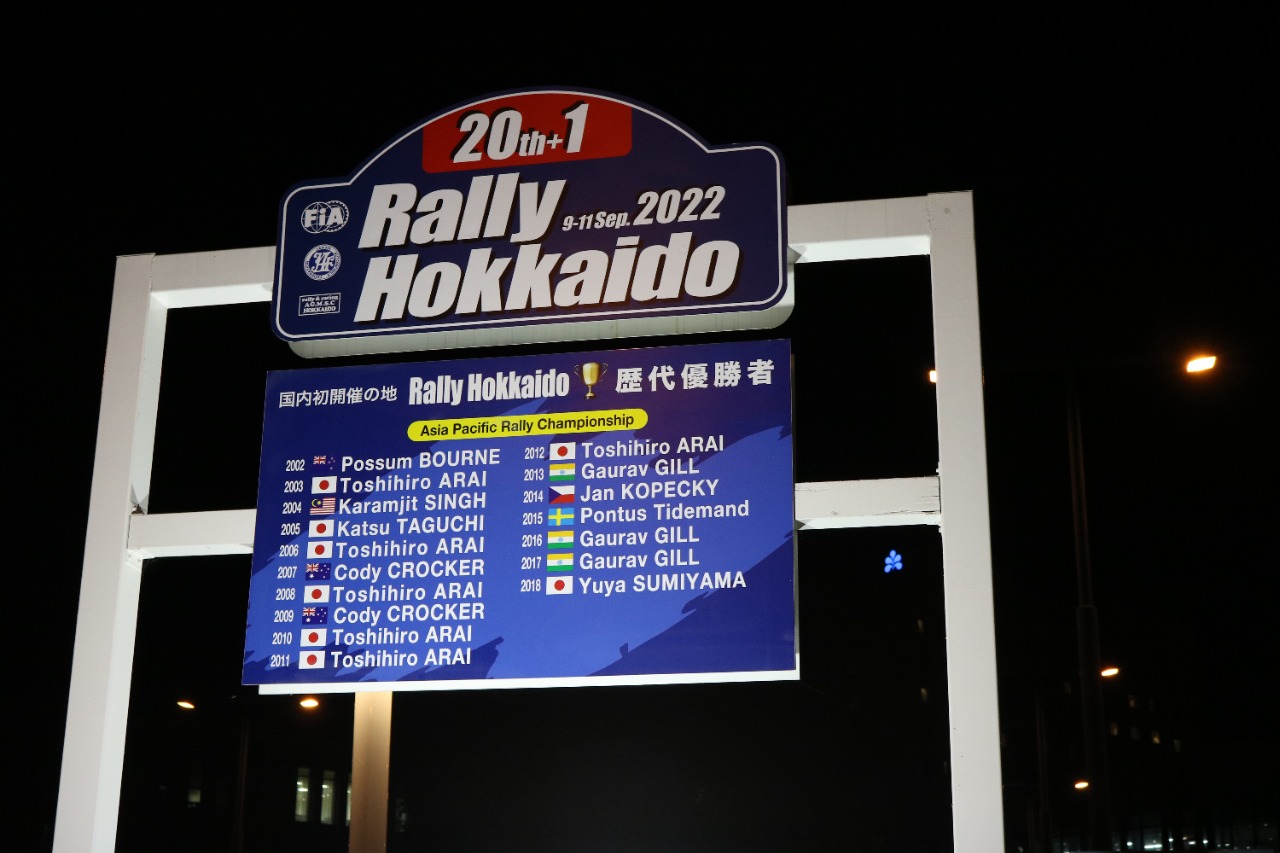 20th+1
Rally
9-11 Sep. 2022
Hokkaido
FiA
JAF
rally & racing
A.G.M.S.C
HOKKAIDO
国内初開催の地 Rally Hokkaido 歴代優勝者
Asia Pacific Rally Championship
2002 Possum BOURNE
2003 Toshihiro ARAI
2004 Karamjit SINGH
2005 Katsu TAGUCHI
2006 Toshihiro ARAI
2007 Cody CROCKER
2008 Toshihiro ARAI
2009 Cody CROCKER
2010 Toshihiro ARAI
2011 Toshihiro ARAI
2012 Toshihiro ARAI
2013 Gaurav GILL
2014 Jan KOPECKY
2015 Pontus Tidemand
2016 Gaurav GILL
2017 Gaurav GILL
2018 Yuya SUMIYAMA